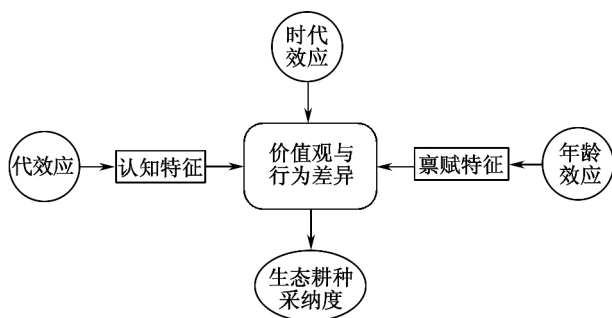 时代
效应
代效应
认知特征
价值观与
行为差异
禀赋特征
年龄
效应
生态耕种
采纳度